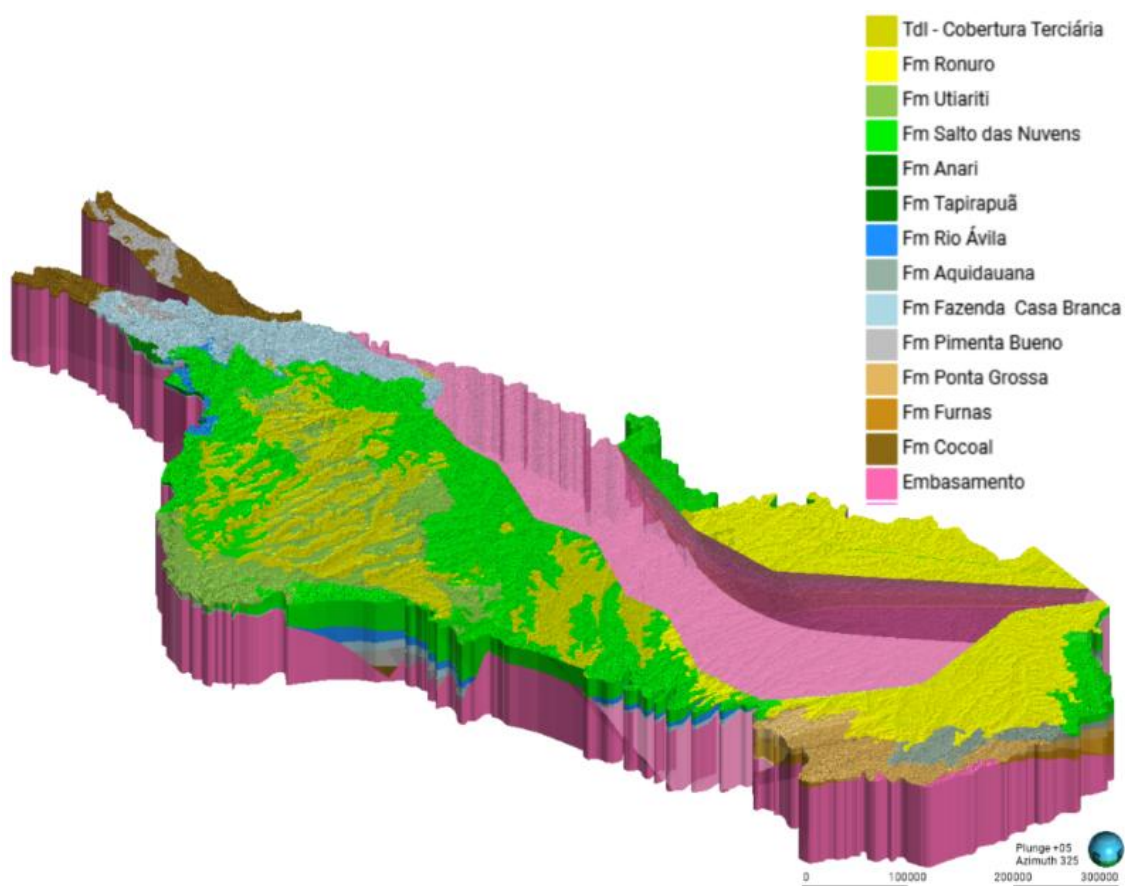 Tdl - Cobertura Terciária
Fm Ronuro
Fm Utiariti
Fm Salto das Nuvens
Fm Anari
Fm Tapirapuã
Fm Rio Ávila
Fm Aquidauana
Fm Fazenda Casa Branca
Fm Pimenta Bueno
Fm Ponta Grossa
Fm Furnas
Fm Cocoal
Embasamento
Plunge +05
Azimuth 325
0 100000 200000 300000